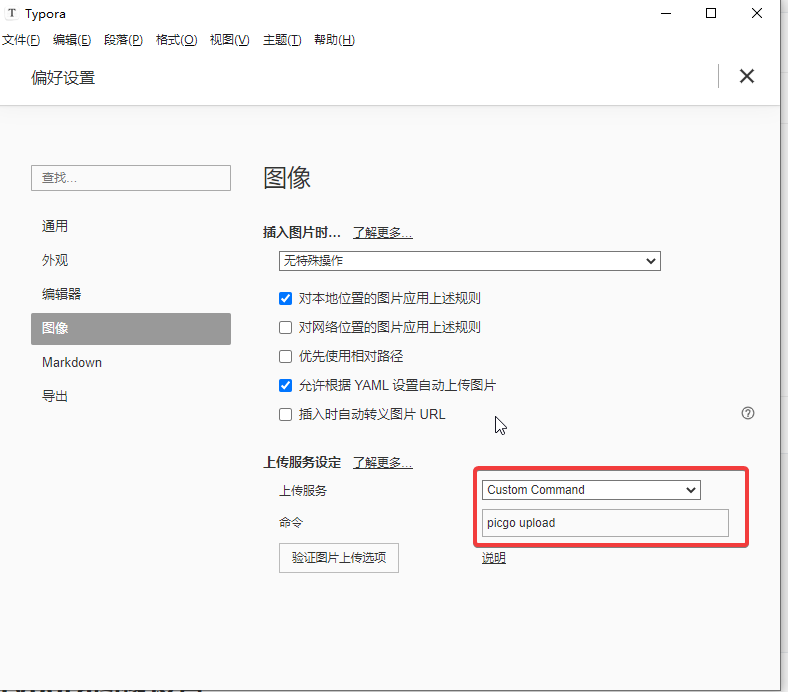 T Typora
文件(F) 编辑(E) 段落(P) 格式(O) 视图(V) 主题(T) 帮助(H)
偏好设置
查找...
通用
外观
编辑器
图像
Markdown
导出
图像
插入图片时... 了解更多...
无特殊操作
对本地位置的图片应用上述规则
对网络位置的图片应用上述规则
优先使用相对路径
允许根据 YAML 设置自动上传图片
插入时自动转义图片 URL
上传服务设定 了解更多...
上传服务 Custom Command
命令 picgo upload
验证图片上传选项 说明